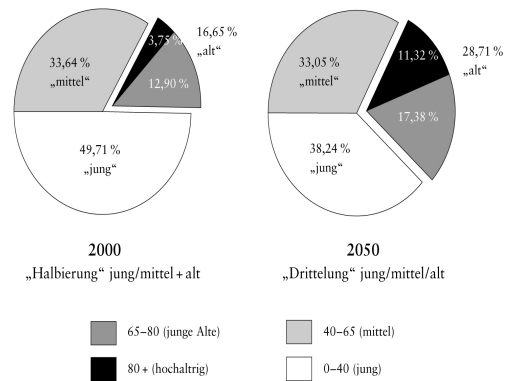 33,64 %
„mittel“
3,75 %
16,65 %
„alt“
12,90 %
49,71 %
„jung“
33,05 %
„mittel“
11,32 %
28,71 %
„alt“
17,38 %
38,24 %
„jung“
2000
„Halbierung“ jung/mittel + alt
2050
„Drittelung“ jung/mittel/alt
65–80 (junge Alte)
40–65 (mittel)
80 + (hochaltrig)
0–40 (jung)